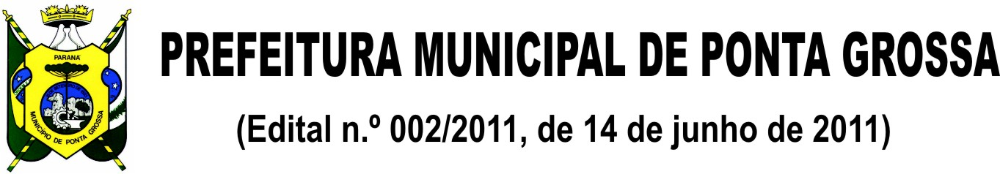 PREFEITURA MUNICIPAL DE PONTA GROSSA
(Edital n.º 002/2011, de 14 de junho de 2011)
PARANÁ
MUNICÍPIO DE PONTA GROSSA